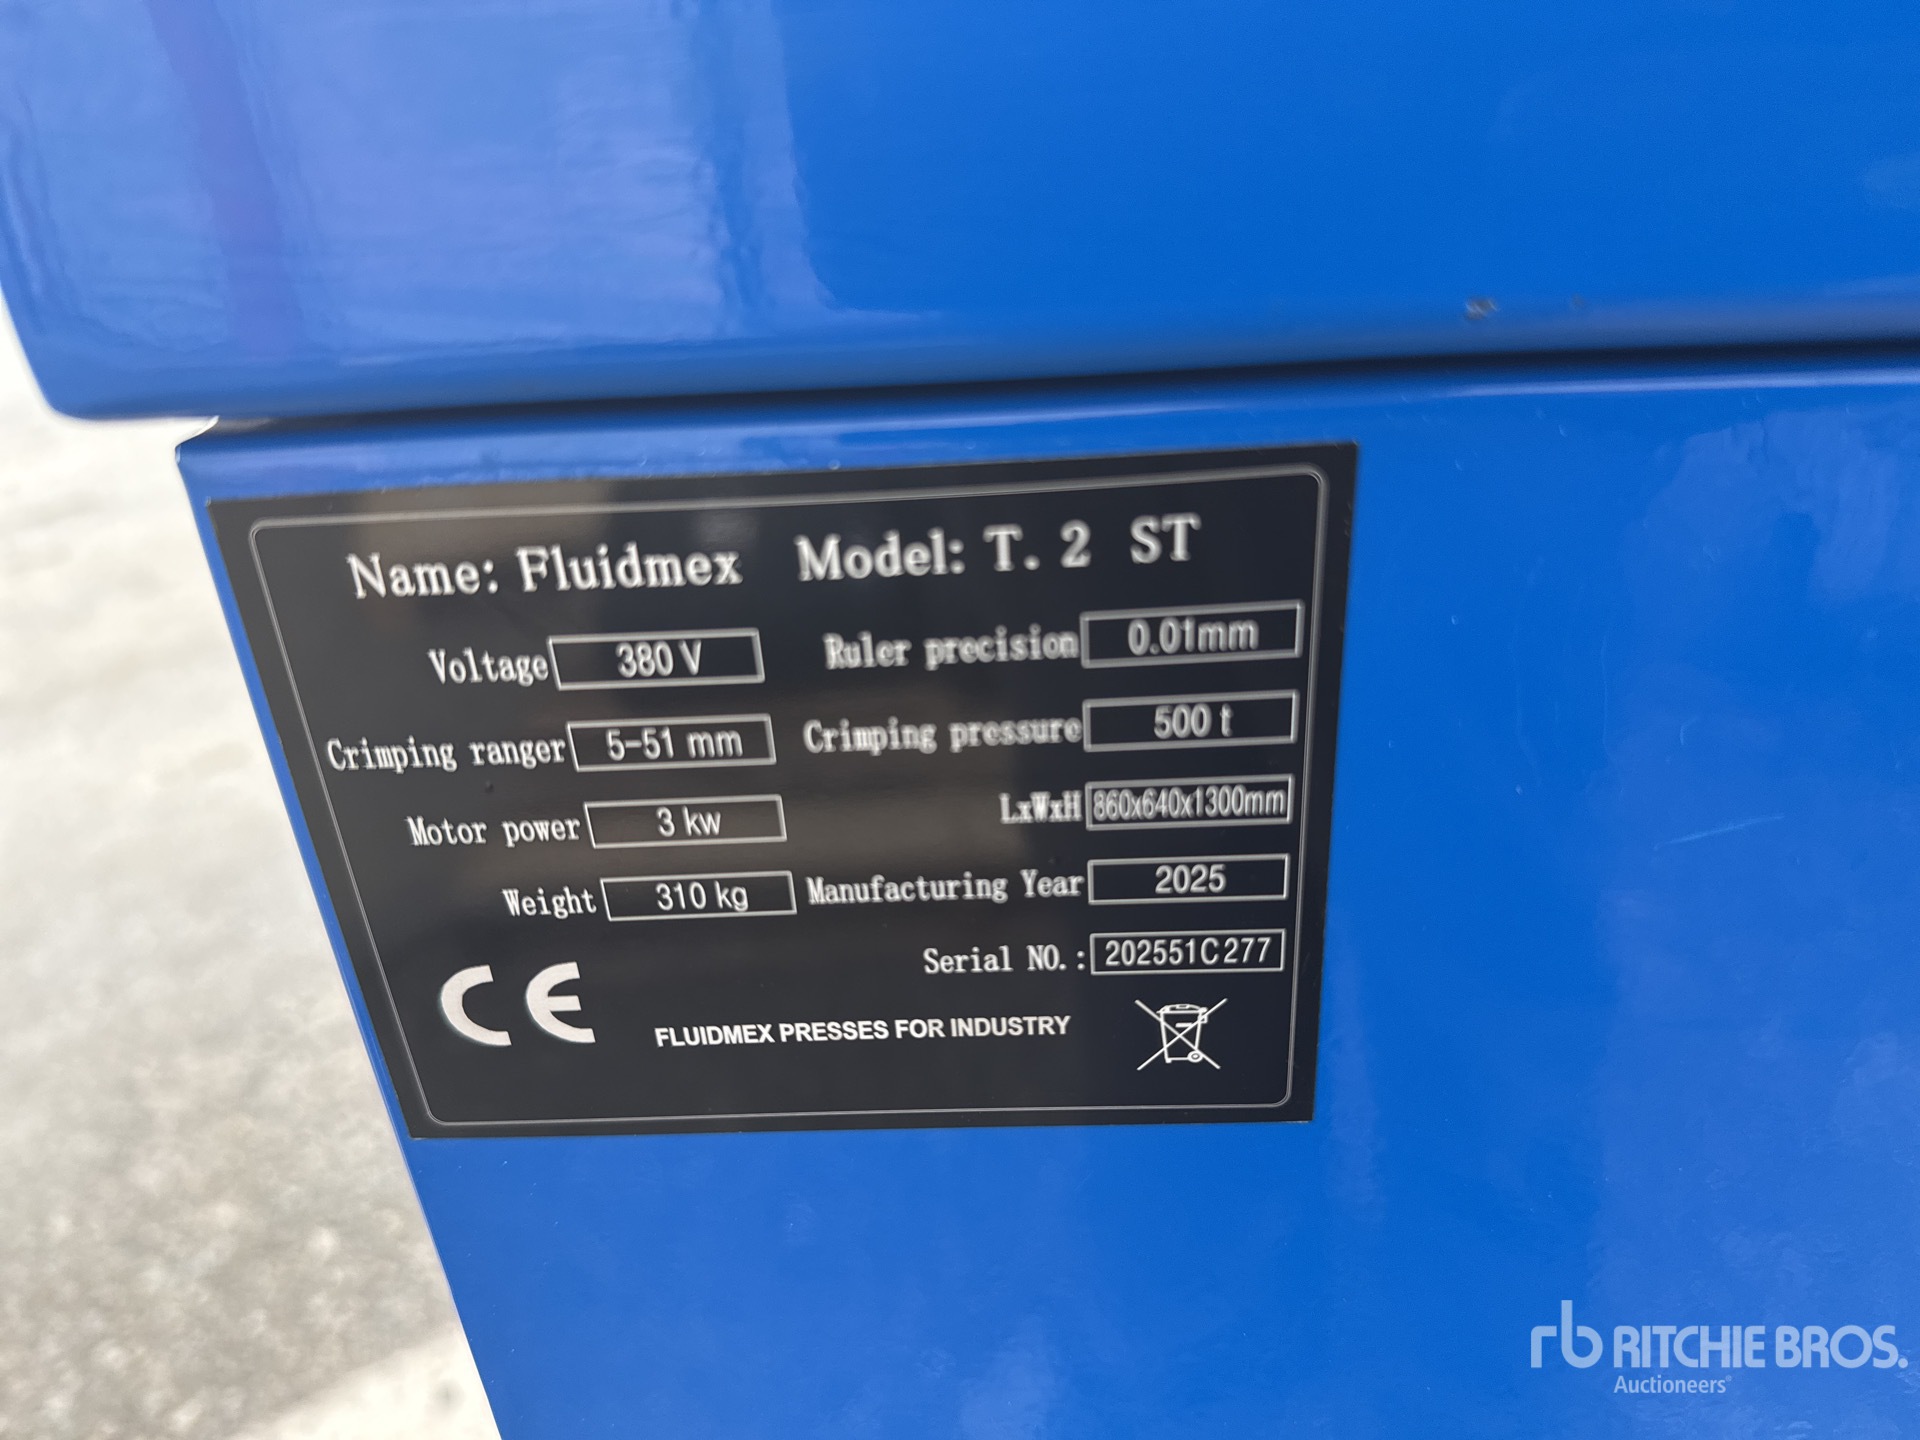 Name: Fluidmex Model: T. 2 ST
Voltage 380 V Ruler precision 0.01mm
Crimping ranger 5-51 mm Crimping pressure 500 t
Motor power 3 kw LxWxH 860x640x1300mm
Weight 310 kg Manufacturing Year 2025
Serial NO.: 202551C277
CE FLUIDMEX PRESSES FOR INDUSTRY
rb RITCHIE BROS.
Auctioneers